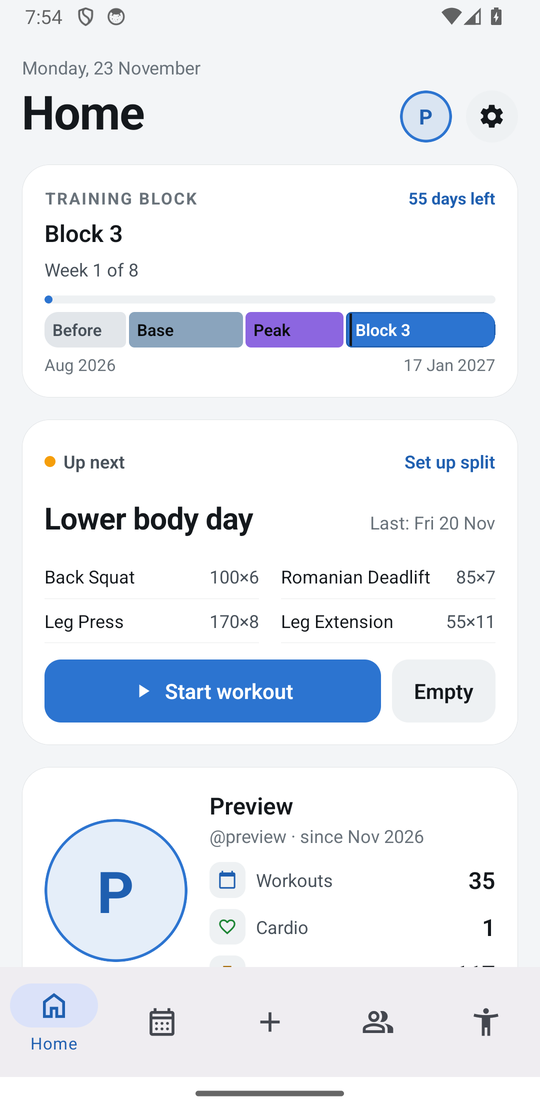 7:54
Monday, 23 November
Home
P
TRAINING BLOCK
55 days left
Block 3
Week 1 of 8
Before
Base
Peak
Block 3
Aug 2026
17 Jan 2027
Up next
Set up split
Lower body day
Last: Fri 20 Nov
Back Squat 100×6
Romanian Deadlift 85×7
Leg Press 170×8
Leg Extension 55×11
Start workout
Empty
Preview
@preview · since Nov 2026
P
Workouts 35
Cardio 1
Home